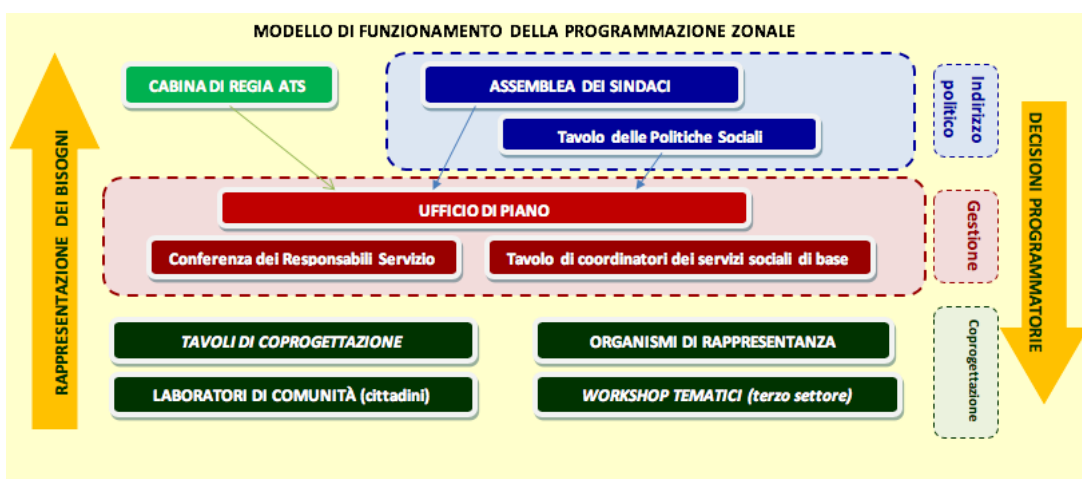 MODELLO DI FUNZIONAMENTO DELLA PROGRAMMAZIONE ZONALE
RAPPRESENTAZIONE DEI BISOGNI
CABINA DI REGIA ATS
ASSEMBLEA DEI SINDACI
Tavolo delle Politiche Sociali
Indirizzo
politico
UFFICIO DI PIANO
Conferenza dei Responsabili Servizio
Tavolo di coordinatori dei servizi sociali di base
Gestione
TAVOLI DI COPROGETTAZIONE
ORGANISMI DI RAPPRESENTANZA
LABORATORI DI COMUNITÀ (cittadini)
WORKSHOP TEMATICI (terzo settore)
Coprogettazione
DECISIONI PROGRAMMATORIE